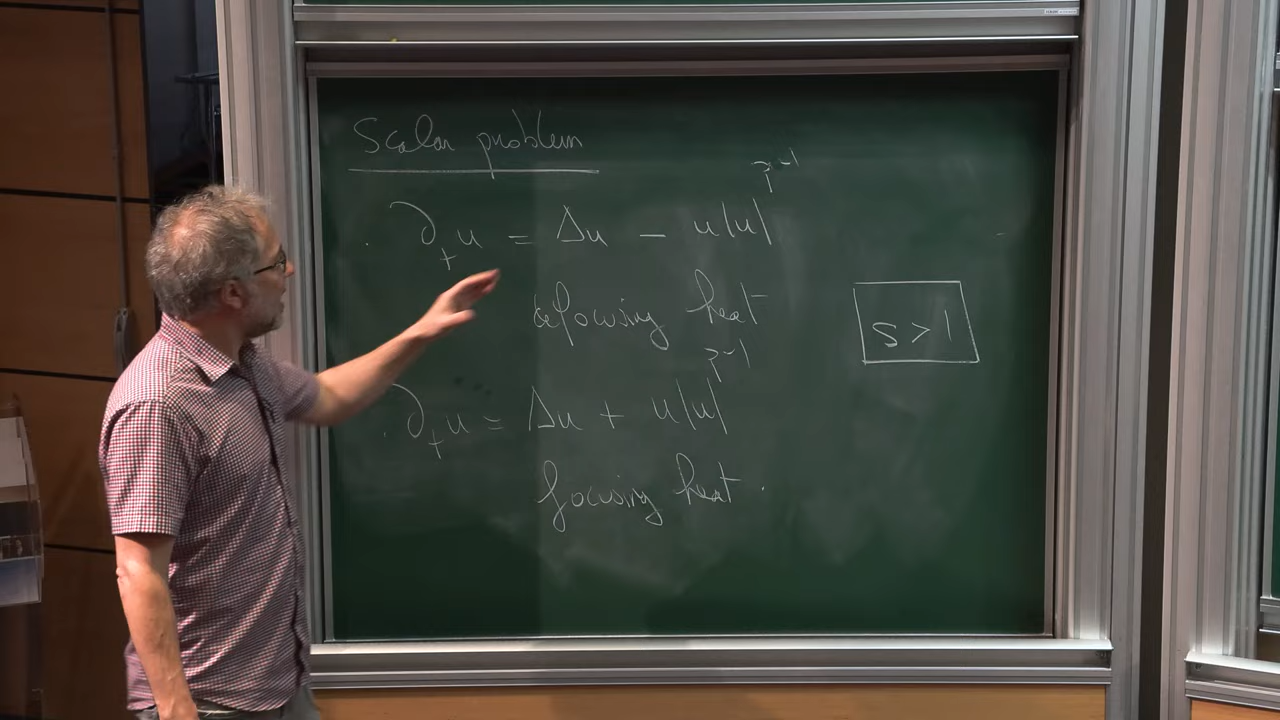 Scalar problem
. ∂ₜu = Δu − u|u|ᵖ⁻¹
defocusing heat
s > 1
. ∂ₜu = Δu + u|u|ᵖ⁻¹
focusing heat.